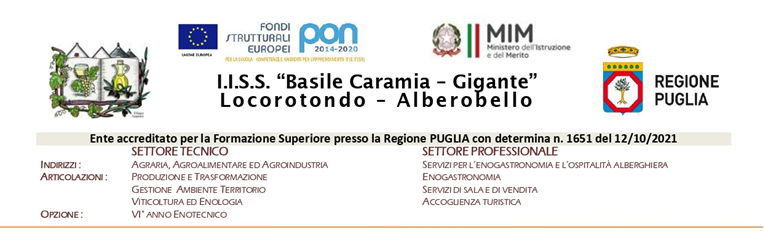 FONDI
STRUTTURALI
EUROPEI
pon
2014-2020
UNIONE EUROPEA
MIM
Ministero dell'Istruzione
e del Merito
I.I.S.S. “Basile Caramia – Gigante”
Locorotondo – Alberobello
REGIONE
PUGLIA
Ente accreditato per la Formazione Superiore presso la Regione PUGLIA con determina n. 1651 del 12/10/2021
SETTORE TECNICO SETTORE PROFESSIONALE
INDIRIZZI : AGRARIA, AGROALIMENTARE ED AGROINDUSTRIA SERVIZI PER L'ENOGASTRONOMIA E L'OSPITALITÀ ALBERGHIERA
ARTICOLAZIONI : PRODUZIONE E TRASFORMAZIONE ENOGASTRONOMIA
GESTIONE AMBIENTE TERRITORIO SERVIZI DI SALA E DI VENDITA
VITICOLTURA ED ENOLOGIA ACCOGLIENZA TURISTICA
OPZIONE : VI° ANNO ENOTECNICO